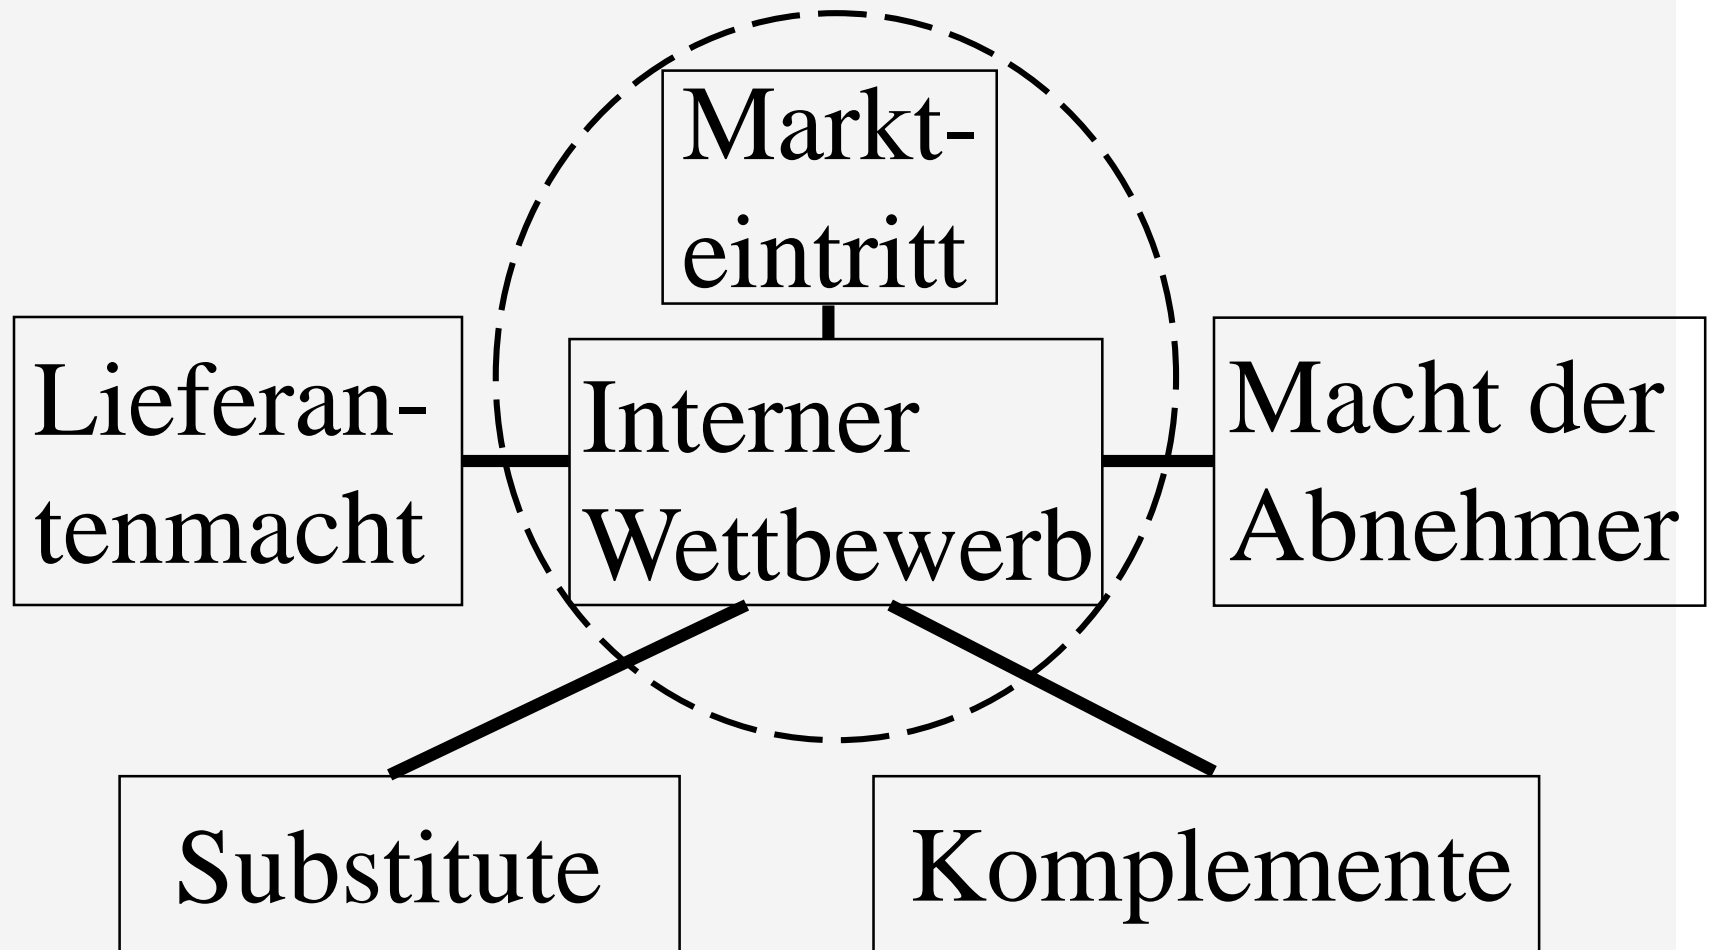 Markt-
eintritt
Lieferan-
tenmacht
Interner
Wettbewerb
Macht der
Abnehmer
Substitute
Komplemente